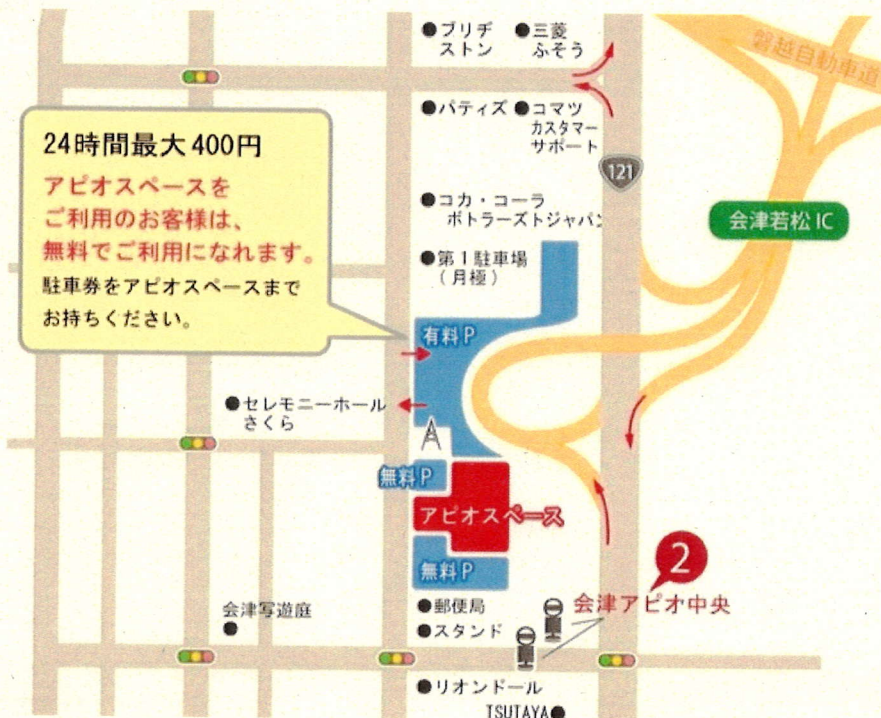 ブリヂ
ストン
三菱
ふそう
磐越自動車道
パティズ
コマツ
カスタマー
サポート
24時間最大400円
アピオスペースを
ご利用のお客様は、
無料でご利用になれます。
駐車券をアピオスペースまで
お持ちください。
121
会津若松 IC
コカ・コーラ
ボトラーズトジャパン
第1駐車場
(月極)
有料P
セレモニーホール
さくら
無料P
アピオスペース
無料P
2
会津アピオ中央
会津写遊庭
郵便局
スタンド
リオンドール
TSUTAYA